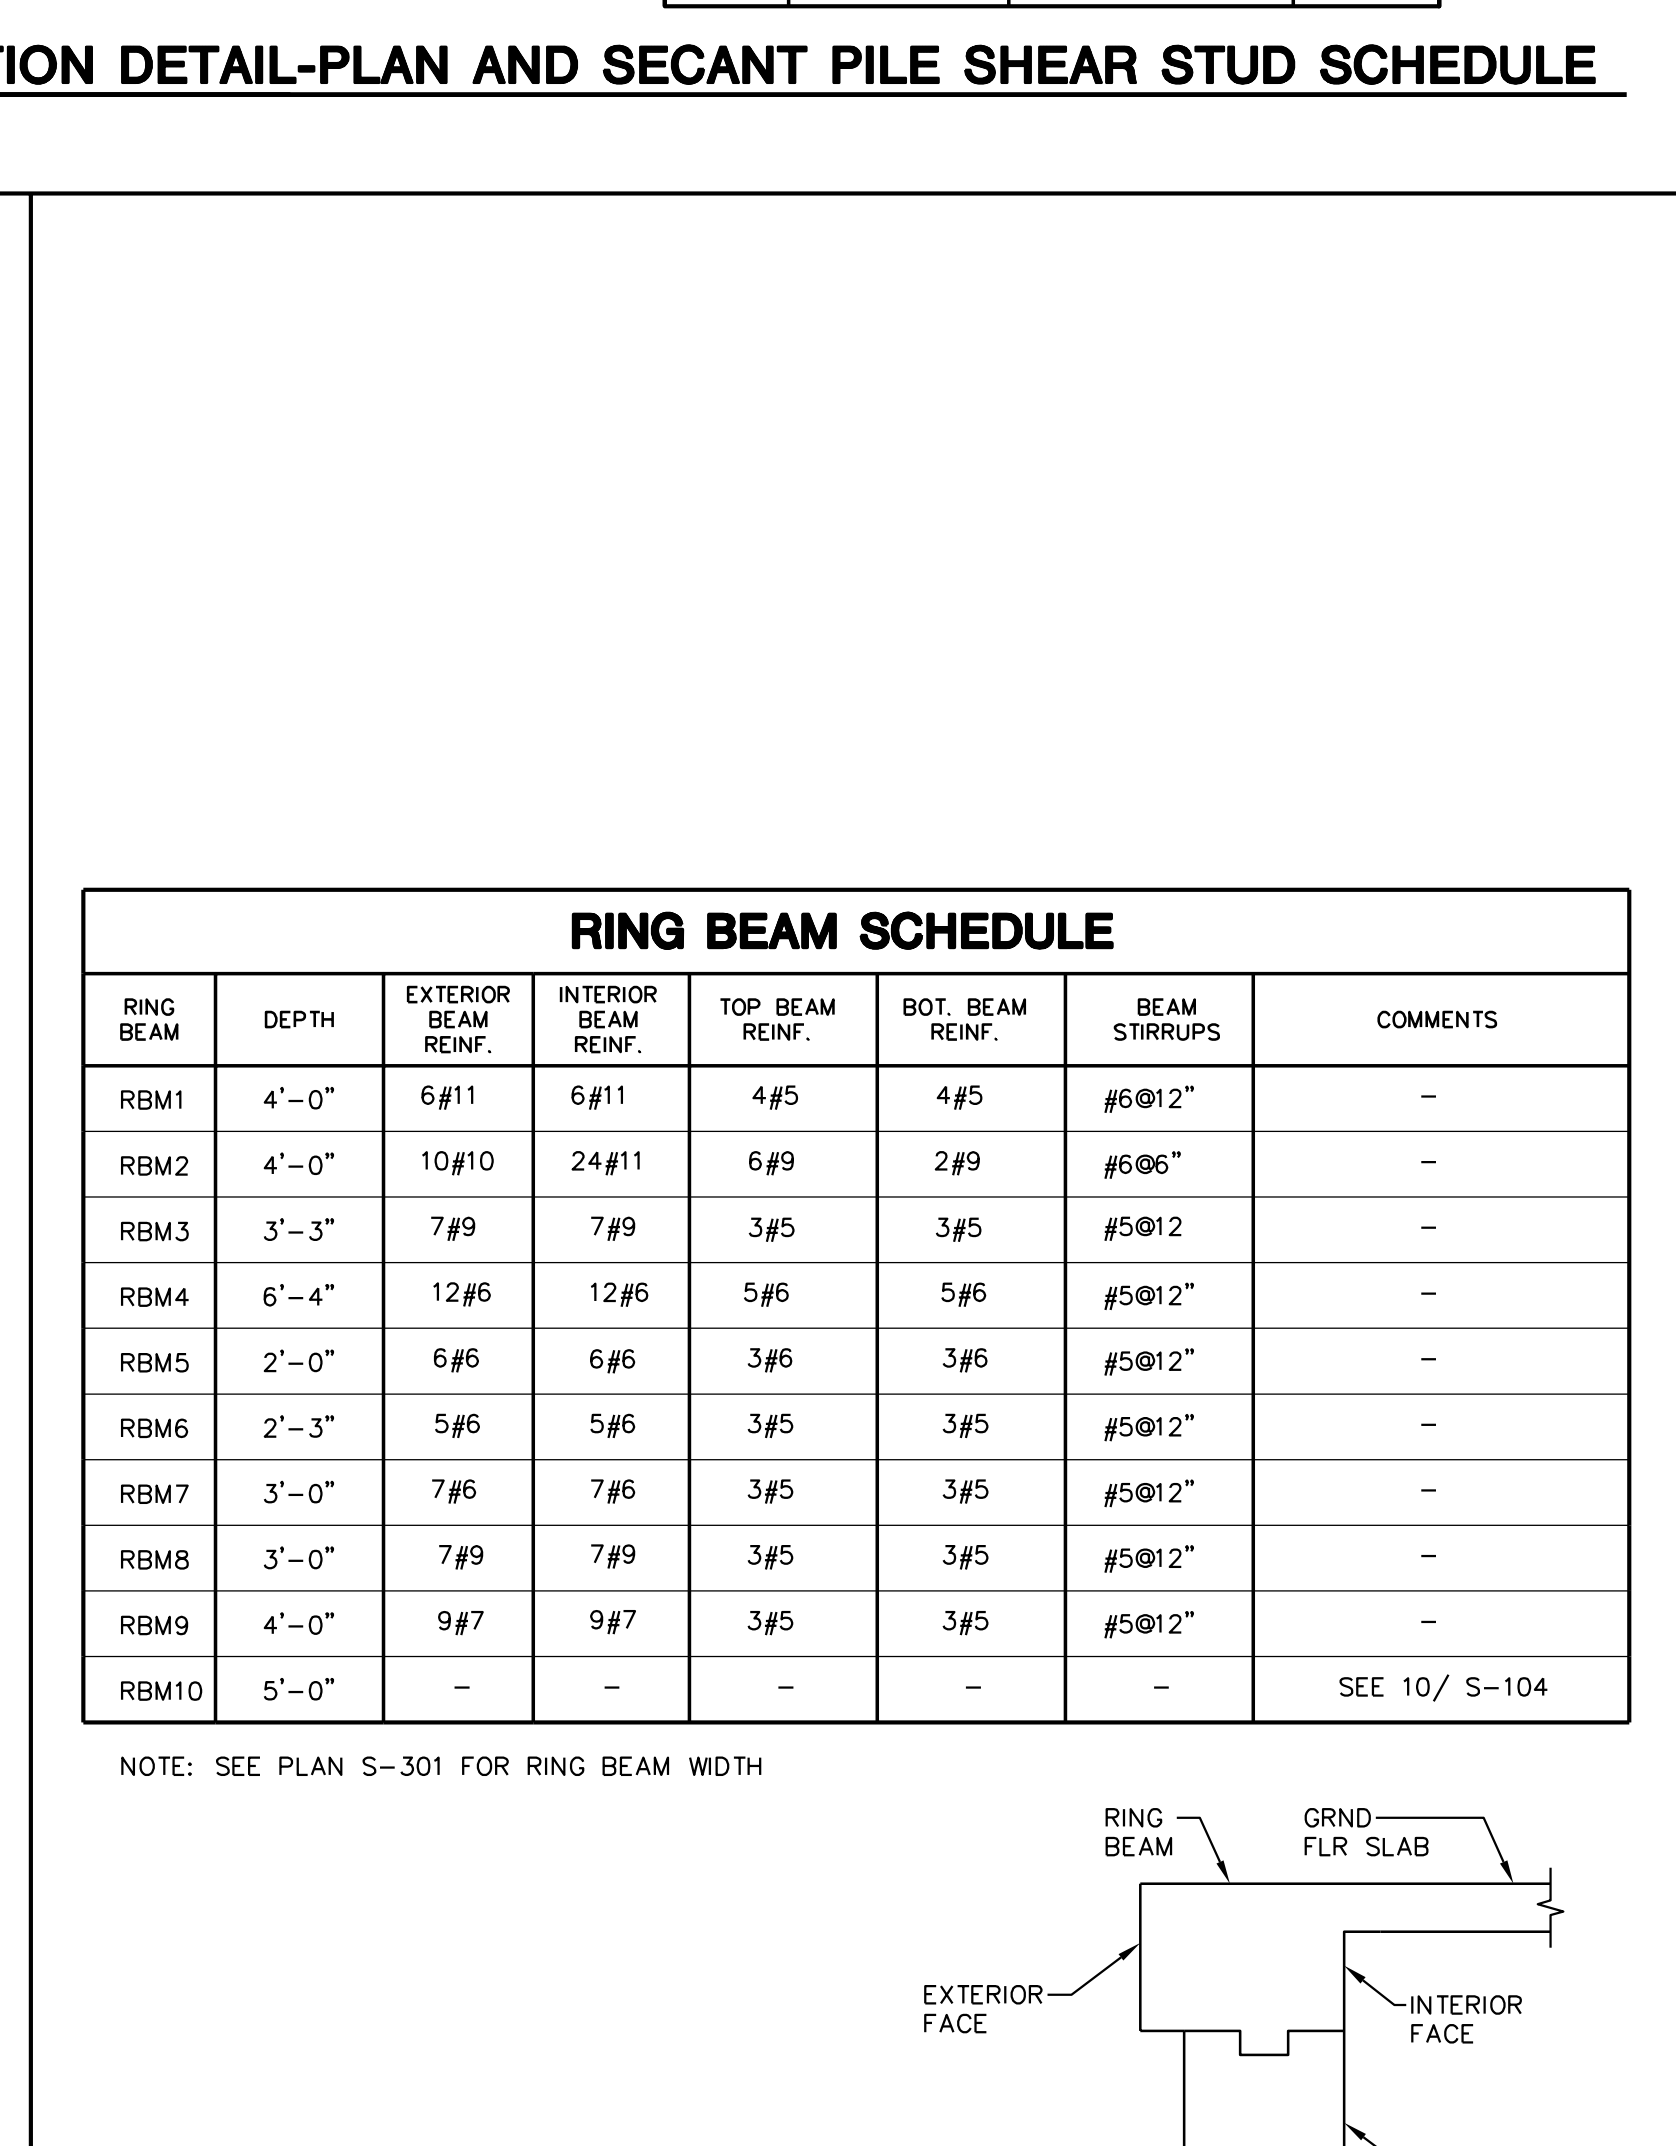 TION DETAIL-PLAN AND SECANT PILE SHEAR STUD SCHEDULE
RING BEAM SCHEDULE
RING BEAM DEPTH EXTERIOR BEAM REINF. INTERIOR BEAM REINF. TOP BEAM REINF. BOT. BEAM REINF. BEAM STIRRUPS COMMENTS
RBM1 4'-0" 6#11 6#11 4#5 4#5 #6@12" -
RBM2 4'-0" 10#10 24#11 6#9 2#9 #6@6" -
RBM3 3'-3" 7#9 7#9 3#5 3#5 #5@12 -
RBM4 6'-4" 12#6 12#6 5#6 5#6 #5@12" -
RBM5 2'-0" 6#6 6#6 3#6 3#6 #5@12" -
RBM6 2'-3" 5#6 5#6 3#5 3#5 #5@12" -
RBM7 3'-0" 7#6 7#6 3#5 3#5 #5@12" -
RBM8 3'-0" 7#9 7#9 3#5 3#5 #5@12" -
RBM9 4'-0" 9#7 9#7 3#5 3#5 #5@12" -
RBM10 5'-0" - - - - - SEE 10/ S-104
NOTE: SEE PLAN S-301 FOR RING BEAM WIDTH
RING BEAM
GRND FLR SLAB
EXTERIOR FACE
INTERIOR FACE